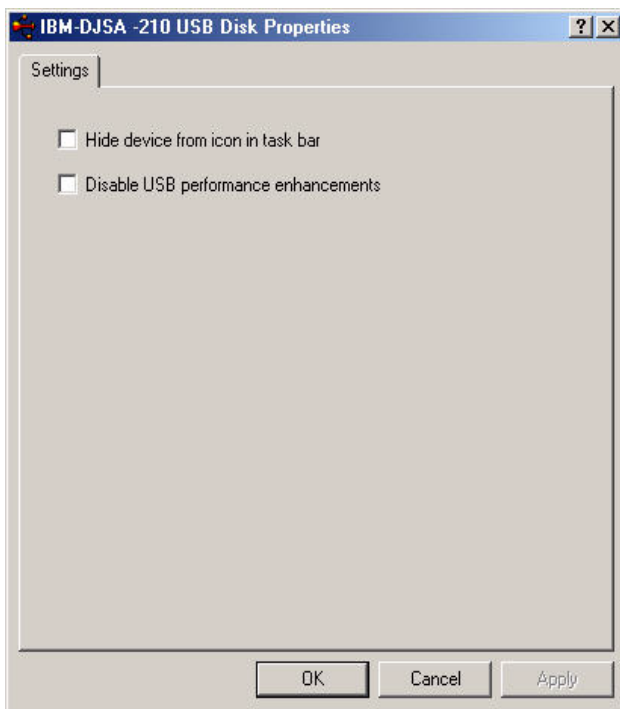 IBM-DJSA -210 USB Disk Properties
Settings
Hide device from icon in task bar
Disable USB performance enhancements
OK Cancel Apply